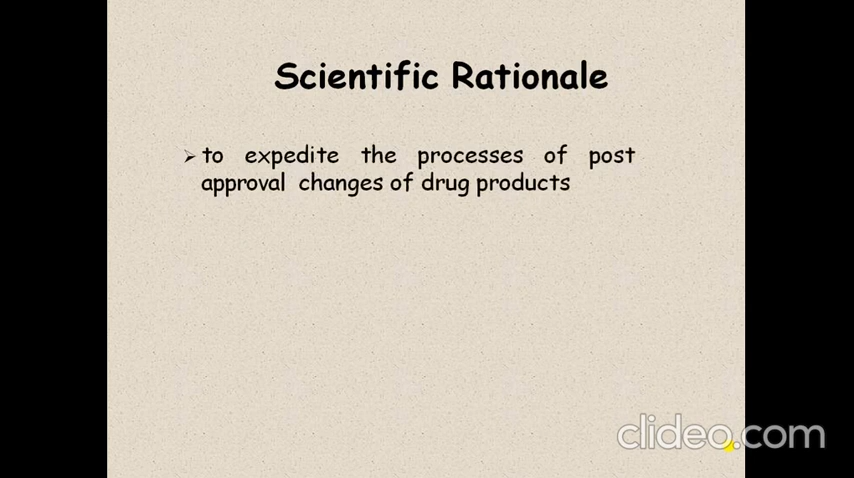 Scientific Rationale
➢ to expedite the processes of post
approval changes of drug products
clideo.com